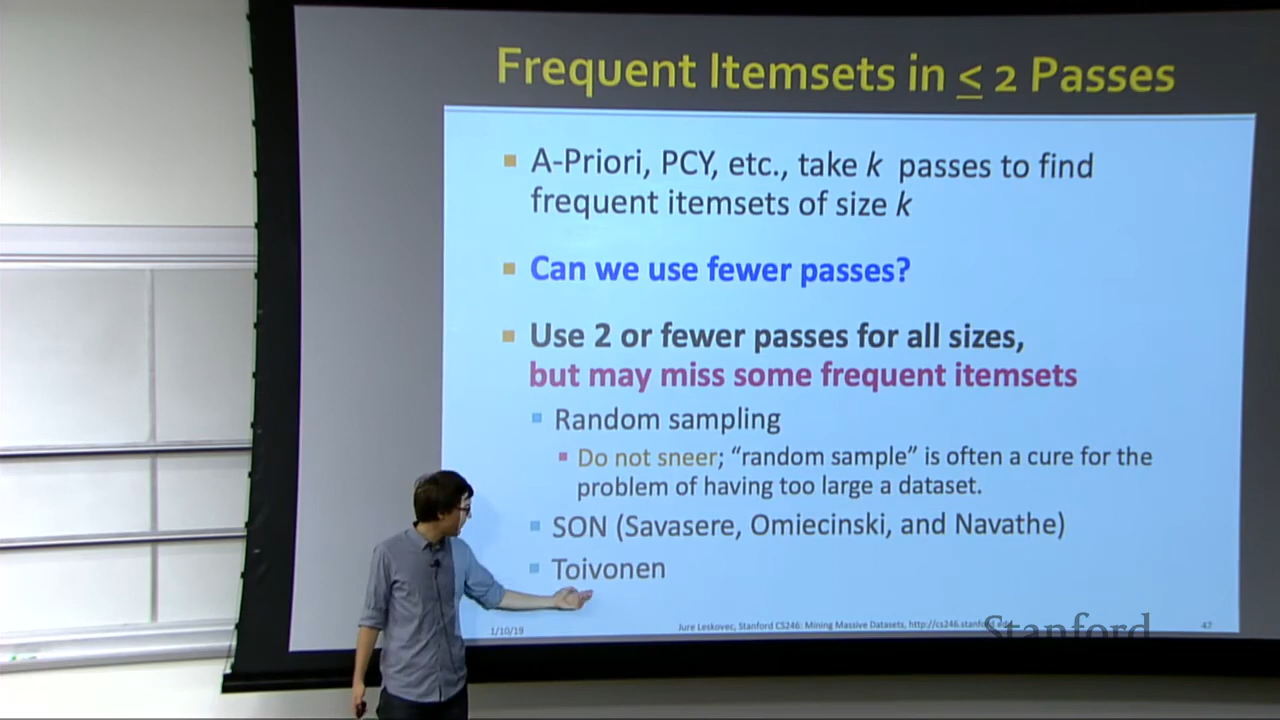 Frequent Itemsets in ≤ 2 Passes
A-Priori, PCY, etc., take k passes to find
frequent itemsets of size k
Can we use fewer passes?
Use 2 or fewer passes for all sizes,
but may miss some frequent itemsets
Random sampling
Do not sneer; “random sample” is often a cure for the
problem of having too large a dataset.
SON (Savasere, Omiecinski, and Navathe)
Toivonen
1/10/19
Jure Leskovec, Stanford CS246: Mining Massive Datasets, http://cs246.stanford.edu
Stanford
47